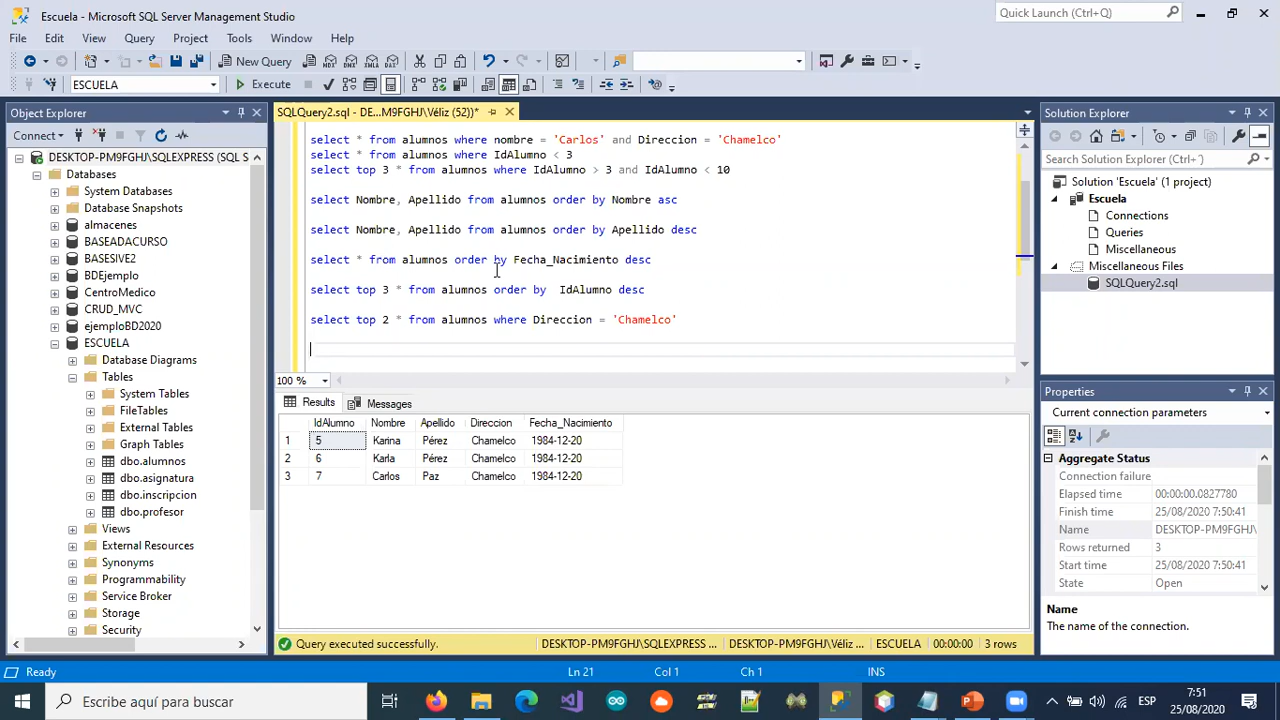 Escuela - Microsoft SQL Server Management Studio
Quick Launch (Ctrl+Q)
File Edit View Query Project Tools Window Help
New Query
ESCUELA
Execute
Object Explorer
Connect
DESKTOP-PM9FGHJ\SQLEXPRESS (SQL S
Databases
System Databases
Database Snapshots
almacenes
BASEADACURSO
BASESIVE2
BDEjemplo
CentroMedico
CRUD_MVC
ejemploBD2020
ESCUELA
Database Diagrams
Tables
System Tables
FileTables
External Tables
Graph Tables
dbo.alumnos
dbo.asignatura
dbo.inscripcion
dbo.profesor
Views
External Resources
Synonyms
Programmability
Service Broker
Storage
Security
SQLQuery2.sql - DE...M9FGHJ\Véliz (52))*
select * from alumnos where nombre = 'Carlos' and Direccion = 'Chamelco'
select * from alumnos where IdAlumno < 3
select top 3 * from alumnos where IdAlumno > 3 and IdAlumno < 10
select Nombre, Apellido from alumnos order by Nombre asc
select Nombre, Apellido from alumnos order by Apellido desc
select * from alumnos order by Fecha_Nacimiento desc
select top 3 * from alumnos order by  IdAlumno desc
select top 2 * from alumnos where Direccion = 'Chamelco'
100 %
Results Messages
IdAlumno Nombre Apellido Direccion Fecha_Nacimiento
1 5 Karina Pérez Chamelco 1984-12-20
2 6 Karla Pérez Chamelco 1984-12-20
3 7 Carlos Paz Chamelco 1984-12-20
Query executed successfully. DESKTOP-PM9FGHJ\SQLEXPRESS ... DESKTOP-PM9FGHJ\Véliz ... ESCUELA 00:00:00 3 rows
Solution Explorer
Search Solution Explorer (Ctrl+´)
Solution 'Escuela' (1 project)
Escuela
Connections
Queries
Miscellaneous
Miscellaneous Files
SQLQuery2.sql
Properties
Current connection parameters
Aggregate Status
Connection failure
Elapsed time 00:00:00.0827780
Finish time 25/08/2020 7:50:41
Name DESKTOP-PM9FGHJ\
Rows returned 3
Start time 25/08/2020 7:50:41
State Open
Name
The name of the connection.
Ready Ln 21 Col 1 Ch 1 INS
Escribe aquí para buscar
ESP
7:51
25/08/2020